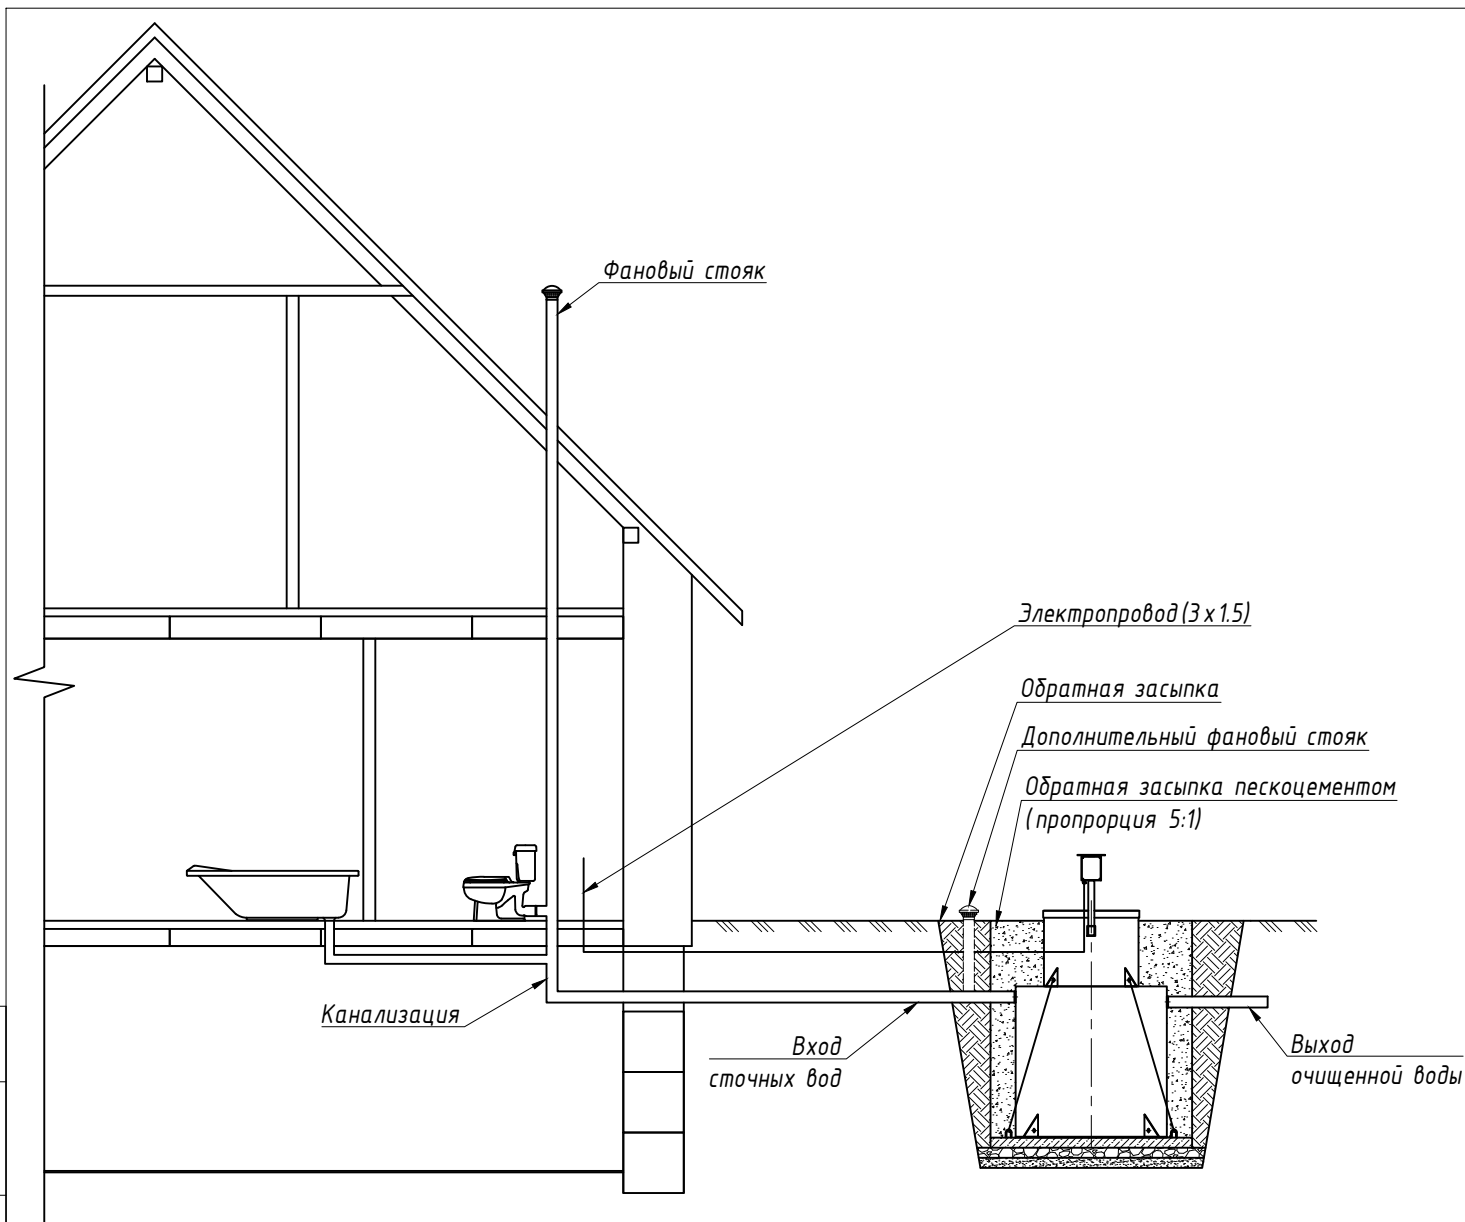 Фановый стояк
Электропровод (3 x 1.5)
Обратная засыпка
Дополнительный фановый стояк
Обратная засыпка пескоцементом
(пропрорция 5:1)
Канализация
Вход
сточных вод
Выход
очищенной воды